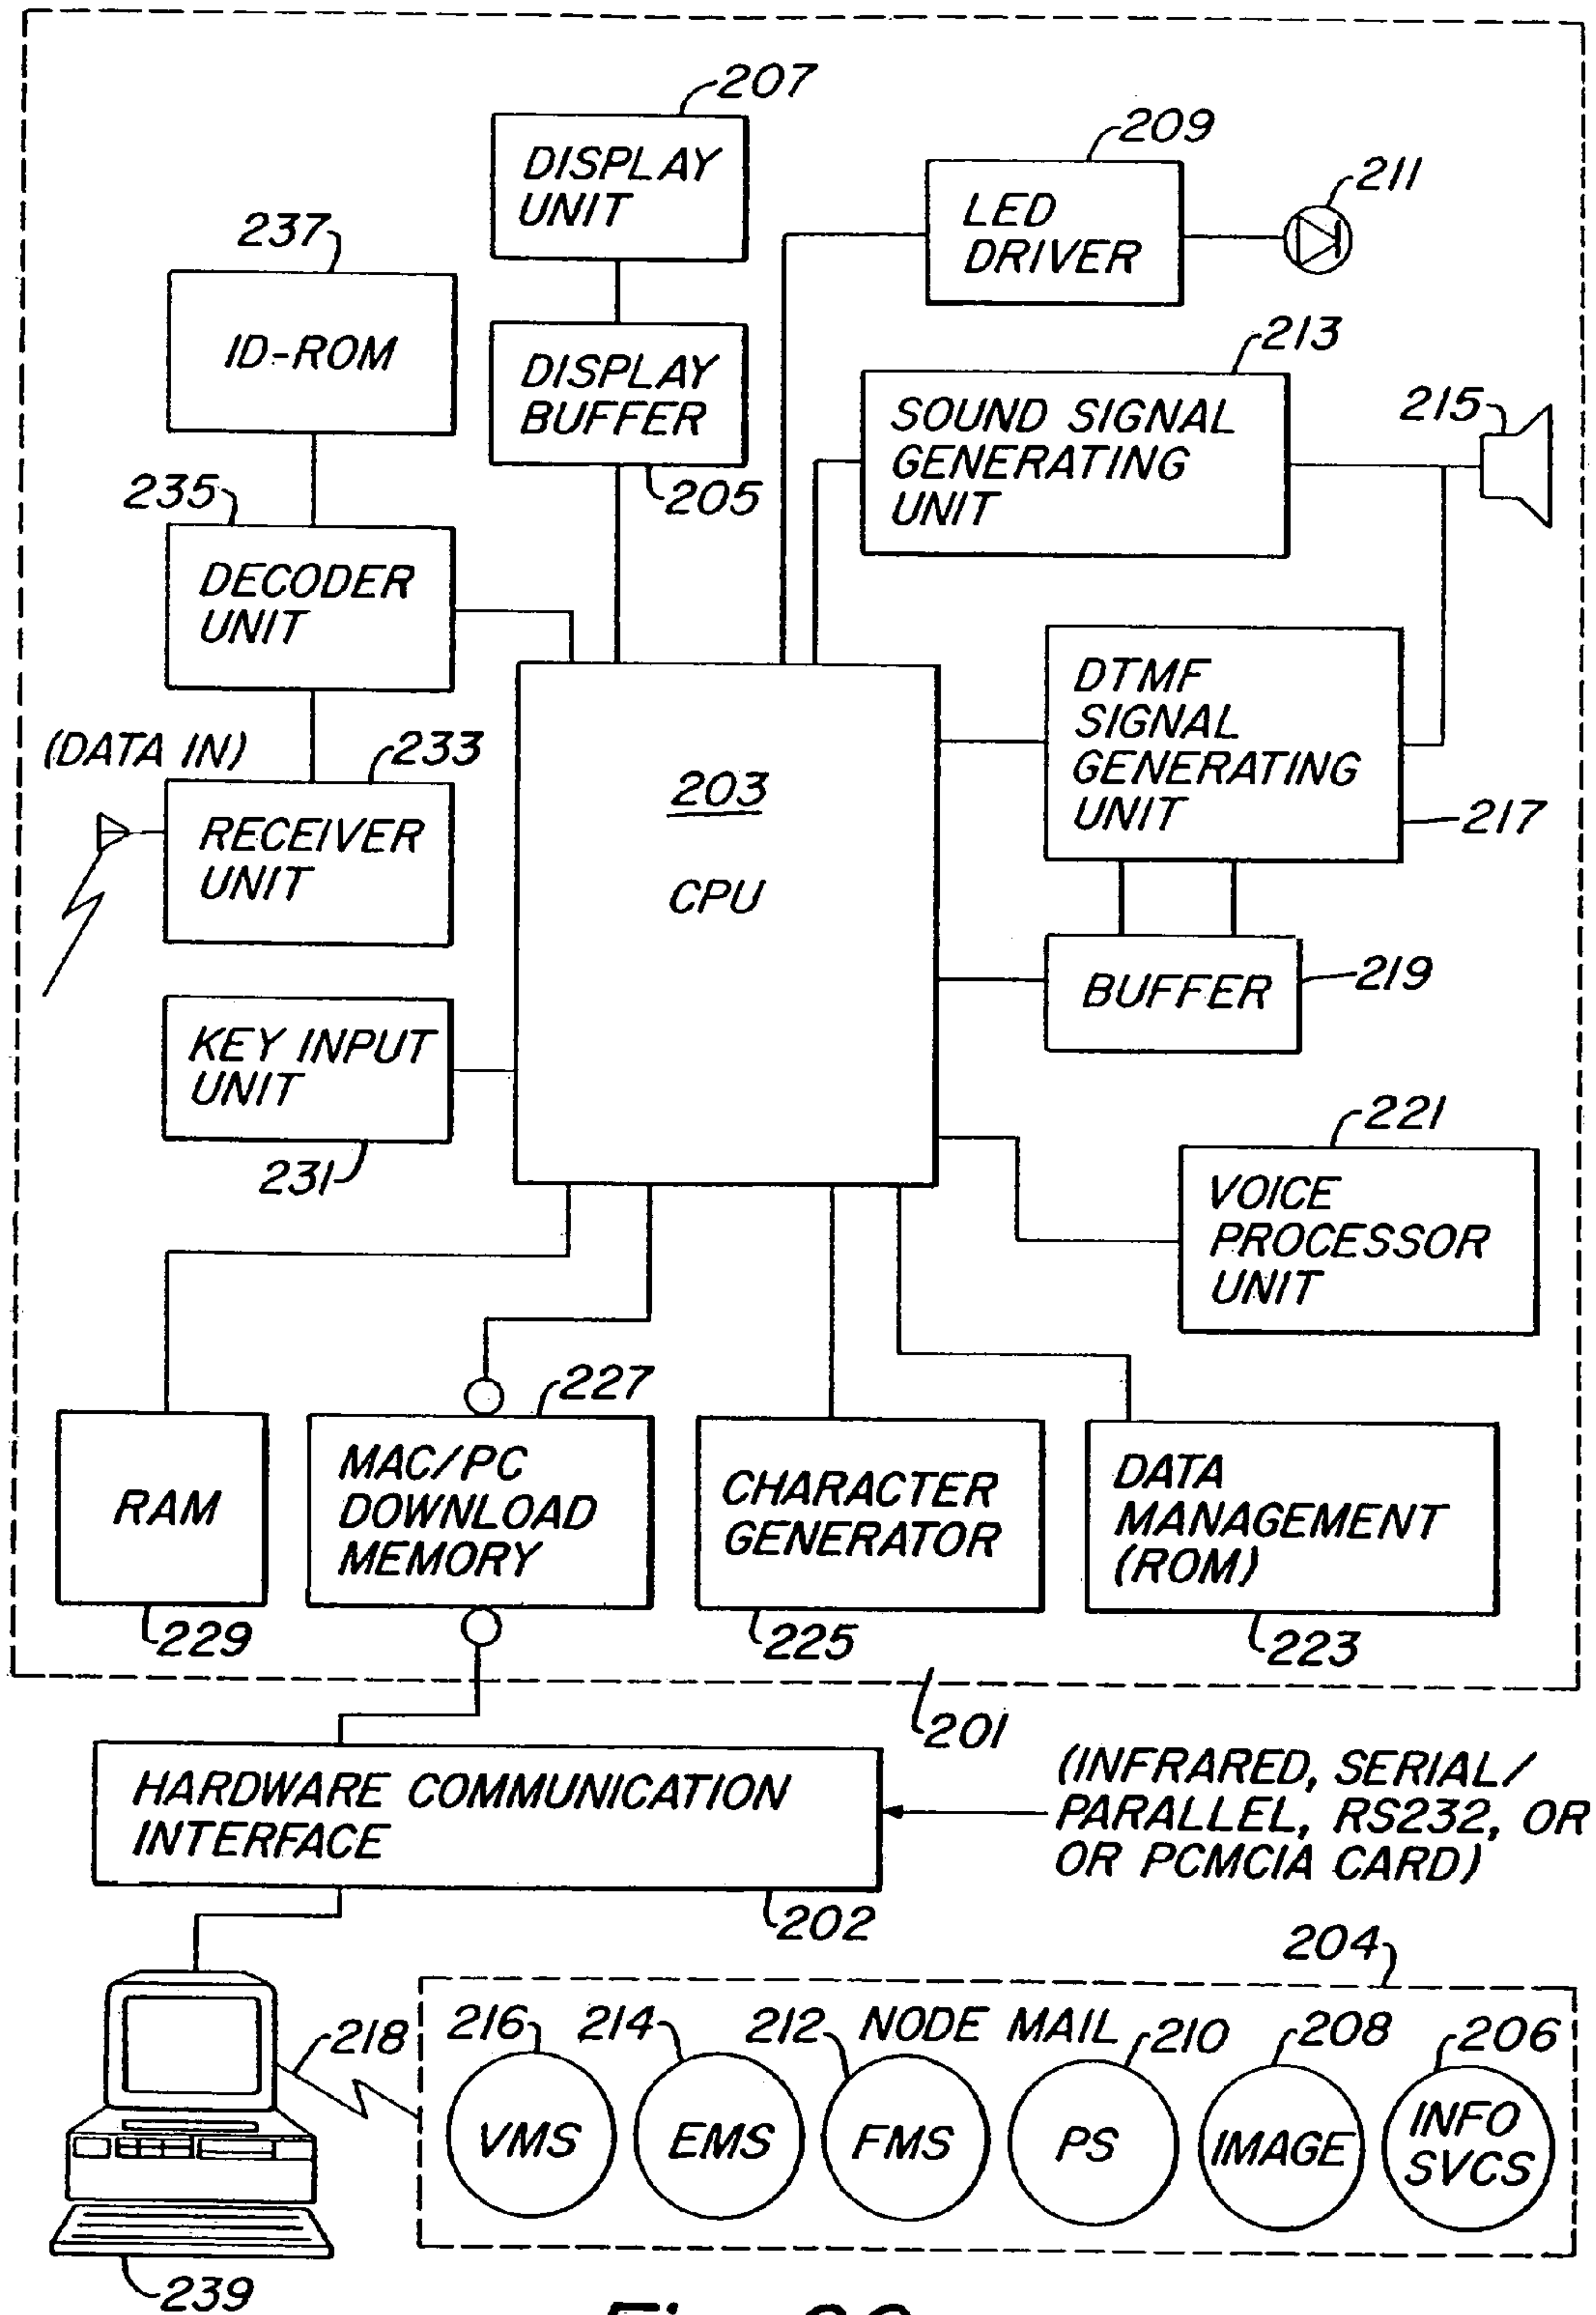 207
DISPLAY
UNIT
209
LED
DRIVER
211
237
ID-ROM
DISPLAY
BUFFER
205
213
SOUND SIGNAL
GENERATING
UNIT
215
235
DECODER
UNIT
DTMF
SIGNAL
GENERATING
UNIT
217
(DATA IN)
233
RECEIVER
UNIT
203
CPU
BUFFER
219
KEY INPUT
UNIT
231
221
VOICE
PROCESSOR
UNIT
RAM
229
227
MAC/PC
DOWNLOAD
MEMORY
CHARACTER
GENERATOR
225
DATA
MANAGEMENT
(ROM)
223
201
HARDWARE COMMUNICATION
INTERFACE
202
(INFRARED, SERIAL/
PARALLEL, RS232, OR
OR PCMCIA CARD)
204
218
216
214
212
NODE MAIL
210
208
206
VMS
EMS
FMS
PS
IMAGE
INFO
SVCS
239